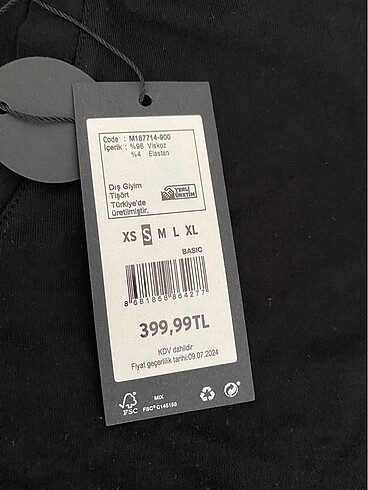 Code : M167714-900
İçerik : %96 Viskoz
%4 Elastan
Dış Giyim
Tişört
Türkiye'de
üretilmiştir.
YERLİ
ÜRETİM
XS S M L XL
BASIC
399,99TL
KDV dahildir
Fiyat geçerlilik tarihi:09.07.2024
FSC
MIX